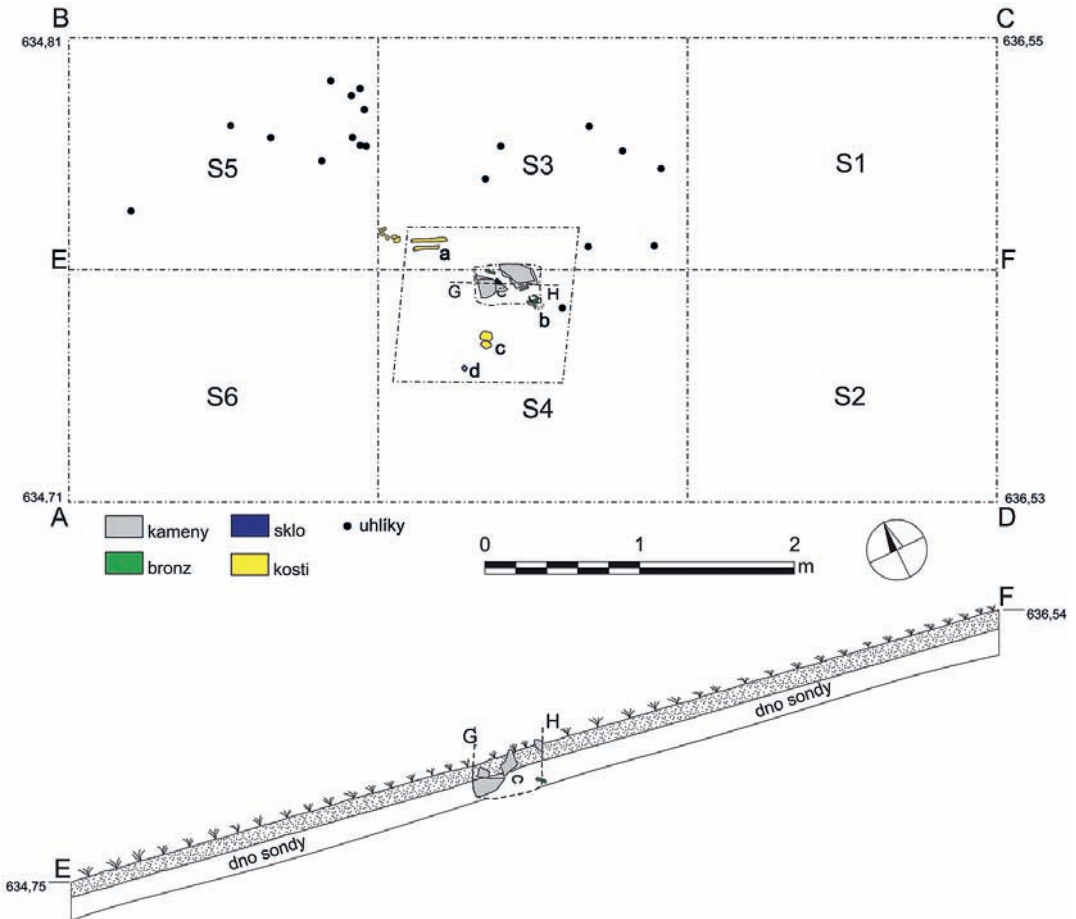 B
C
634,81
636,55
S5
S3
S1
a
E
F
G
C
H
b
c
d
S6
S4
S2
634,71
636,53
A
D
kameny
sklo
uhlíky
bronz
kosti
0
1
2
m
F
636,54
dno sondy
H
G
C
dno sondy
E
634,75